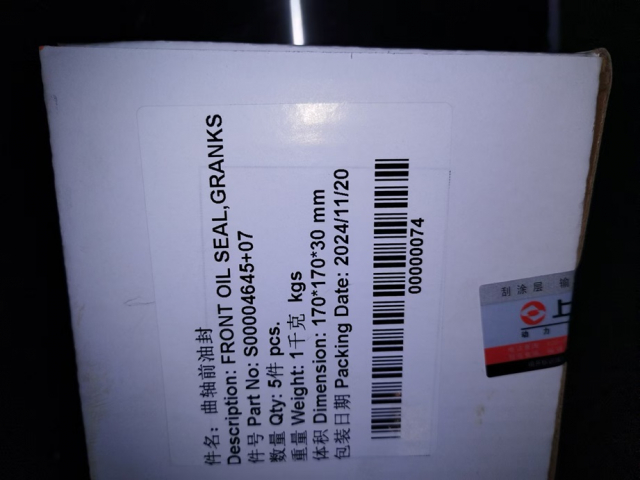 件名：曲轴前油封
Description: FRONT OIL SEAL,GRANKS
件号 Part No: S00004645+07
数量 Qty: 5件 pcs.
重量 Weight: 1千克 kgs
体积 Dimension: 170*170*30 mm
包装日期 Packing Date: 2024/11/20
00000074
上